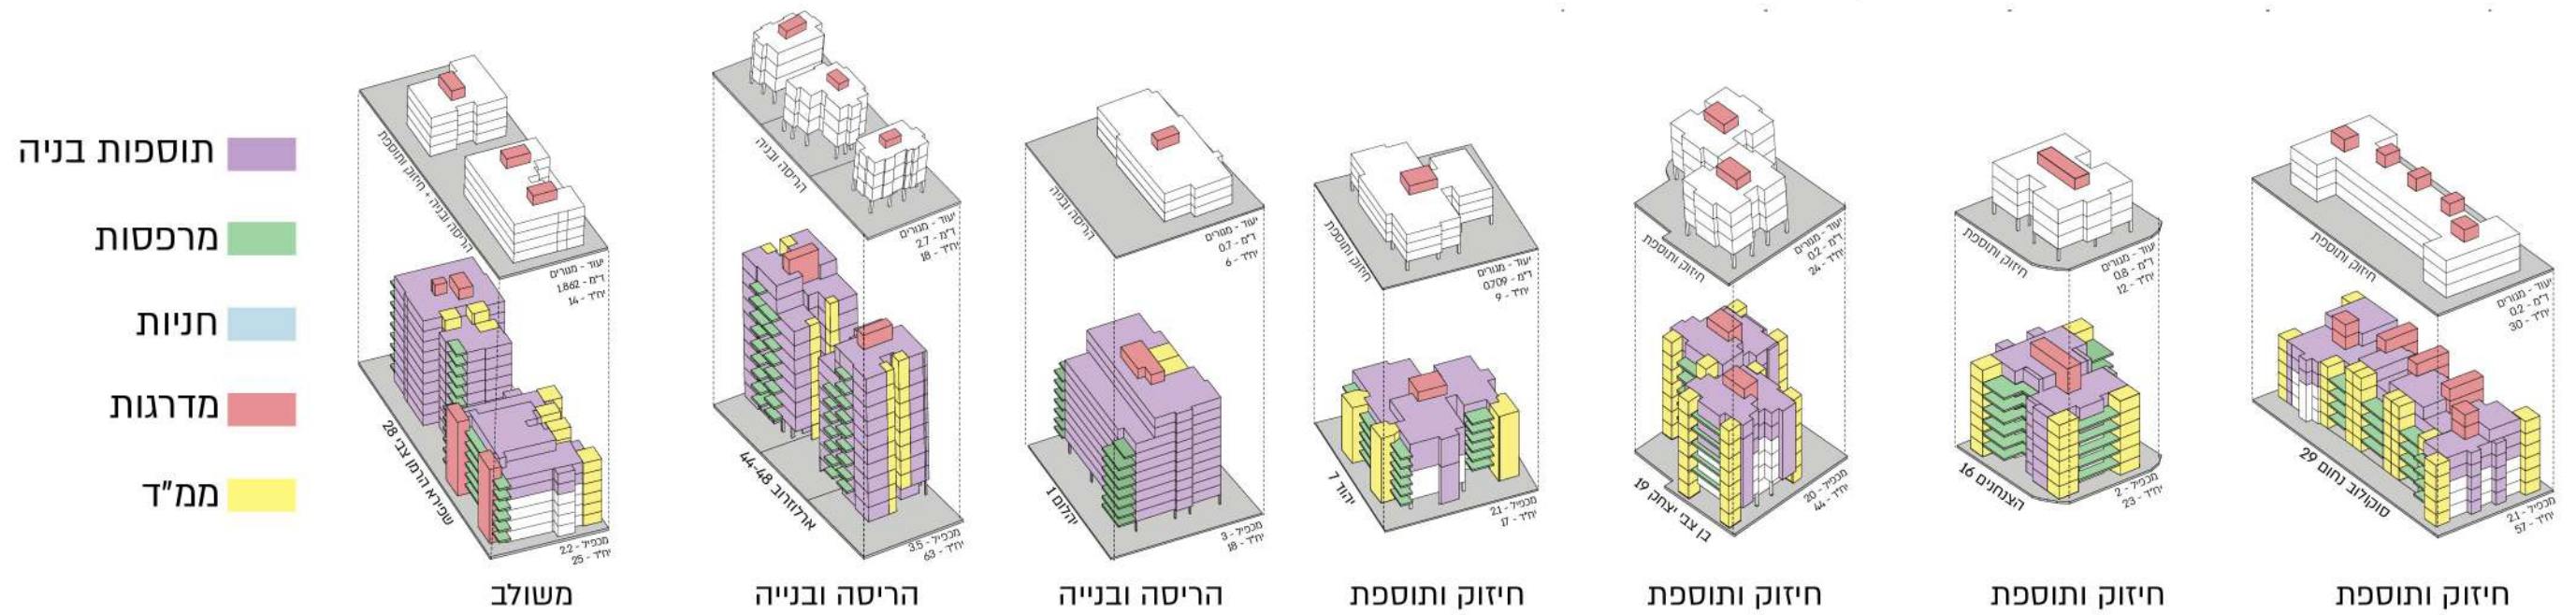 תוספות בניה
מרפסות
חניות
מדרגות
ממ"ד
הריסה ובניה + חיזוק ותוספת
יעוד - מגורים
ד"מ - 1.862
יח"ד - 14
שפירא הרמן צבי 28
מכפיל - 2.2
יח"ד - 25
משולב
הריסה ובניה
יעוד - מגורים
ד"מ - 2.7
יח"ד - 18
ארלוזרוב 44-48
מכפיל - 3.5
יח"ד - 63
הריסה ובנייה
הריסה ובניה
יעוד - מגורים
ד"מ - 0.7
יח"ד - 6
יהלום 1
מכפיל - 3
יח"ד - 18
הריסה ובנייה
חיזוק ותוספת
יעוד - מגורים
ד"מ - 0.709
יח"ד - 9
יהוד 7
מכפיל - 2.1
יח"ד - 17
חיזוק ותוספת
חיזוק ותוספת
יעוד - מגורים
ד"מ - 0.2
יח"ד - 24
בן צבי יצחק 19
מכפיל - 20
יח"ד - 44
חיזוק ותוספת
חיזוק ותוספת
יעוד - מגורים
ד"מ - 0.8
יח"ד - 12
הצנחנים 16
מכפיל - 2
יח"ד - 23
חיזוק ותוספת
חיזוק ותוספת
יעוד - מגורים
ד"מ - 0.2
יח"ד - 30
סוקולוב נחום 29
מכפיל - 2.1
יח"ד - 57
חיזוק ותוספת